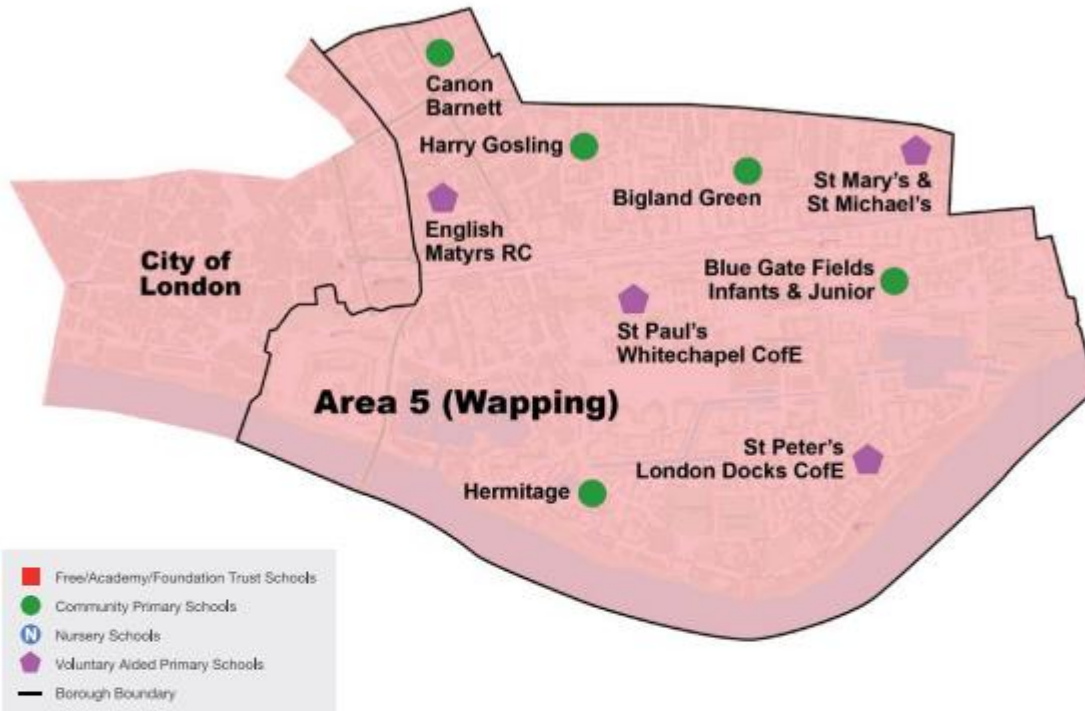 Canon
Barnett
Harry Gosling
Bigland Green
St Mary's &
St Michael's
English
Matyrs RC
City of
London
Blue Gate Fields
Infants & Junior
St Paul's
Whitechapel CofE
Area 5 (Wapping)
St Peter's
London Docks CofE
Hermitage
Free/Academy/Foundation Trust Schools
Community Primary Schools
N
Nursery Schools
Voluntary Aided Primary Schools
Borough Boundary